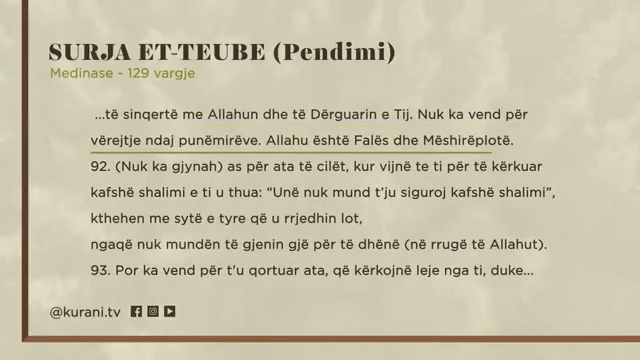 SURJA ET-TEUBE (Pendimi)
Medinase - 129 vargje
...të sinqertë me Allahun dhe të Dërguarin e Tij. Nuk ka vend për
vërejtje ndaj punëmirëve. Allahu është Falës dhe Mëshirëplotë.
92. (Nuk ka gjynah) as për ata të cilët, kur vijnë te ti për të kërkuar
kafshë shalimi e ti u thua: “Unë nuk mund t’ju siguroj kafshë shalimi”,
kthehen me sytë e tyre që u rrjedhin lot,
ngaqë nuk mundën të gjenin gjë për të dhënë (në rrugë të Allahut).
93. Por ka vend për t’u qortuar ata, që kërkojnë leje nga ti, duke...
@kurani.tv